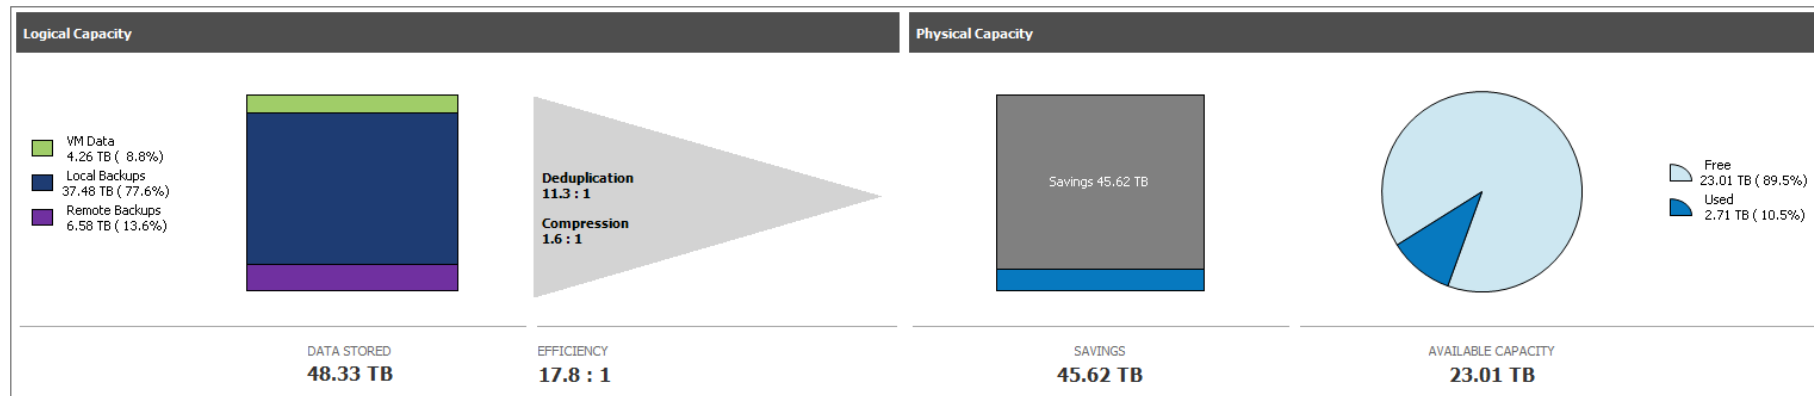 Logical Capacity
VM Data
4.26 TB ( 8.8%)
Local Backups
37.48 TB ( 77.6%)
Remote Backups
6.58 TB ( 13.6%)
Deduplication
11.3 : 1
Compression
1.6 : 1
DATA STORED
48.33 TB
EFFICIENCY
17.8 : 1
Physical Capacity
Savings 45.62 TB
Free
23.01 TB ( 89.5%)
Used
2.71 TB ( 10.5%)
SAVINGS
45.62 TB
AVAILABLE CAPACITY
23.01 TB